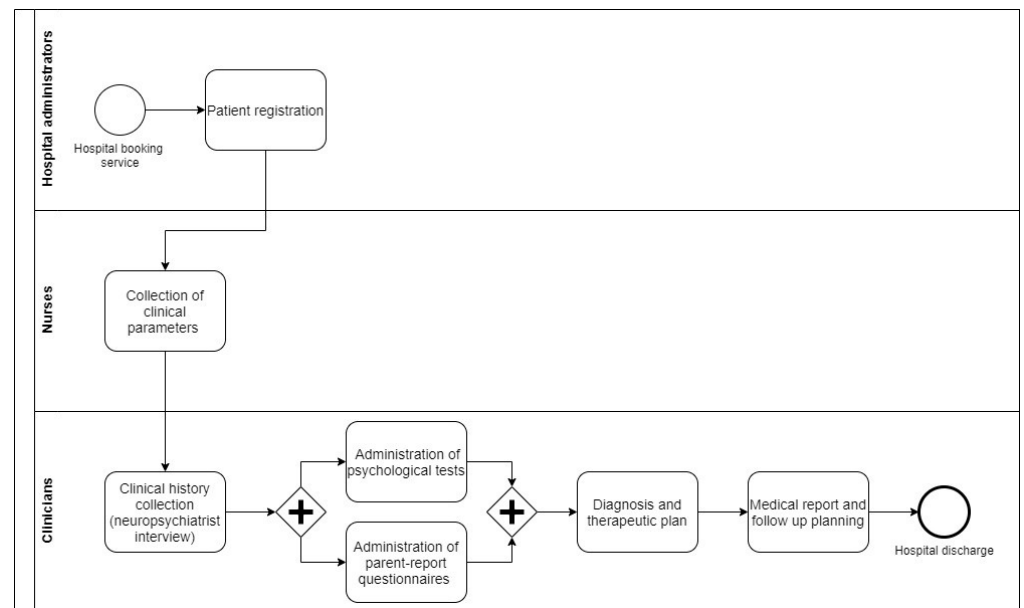 Hospital administrators
Hospital booking
service
Patient registration
Nurses
Collection of
clinical
parameters
Clinicians
Clinical history
collection
(neuropsychiatrist
interview)
Administration of
psychological tests
Administration of
parent-report
questionnaires
Diagnosis and
therapeutic plan
Medical report and
follow up planning
Hospital discharge